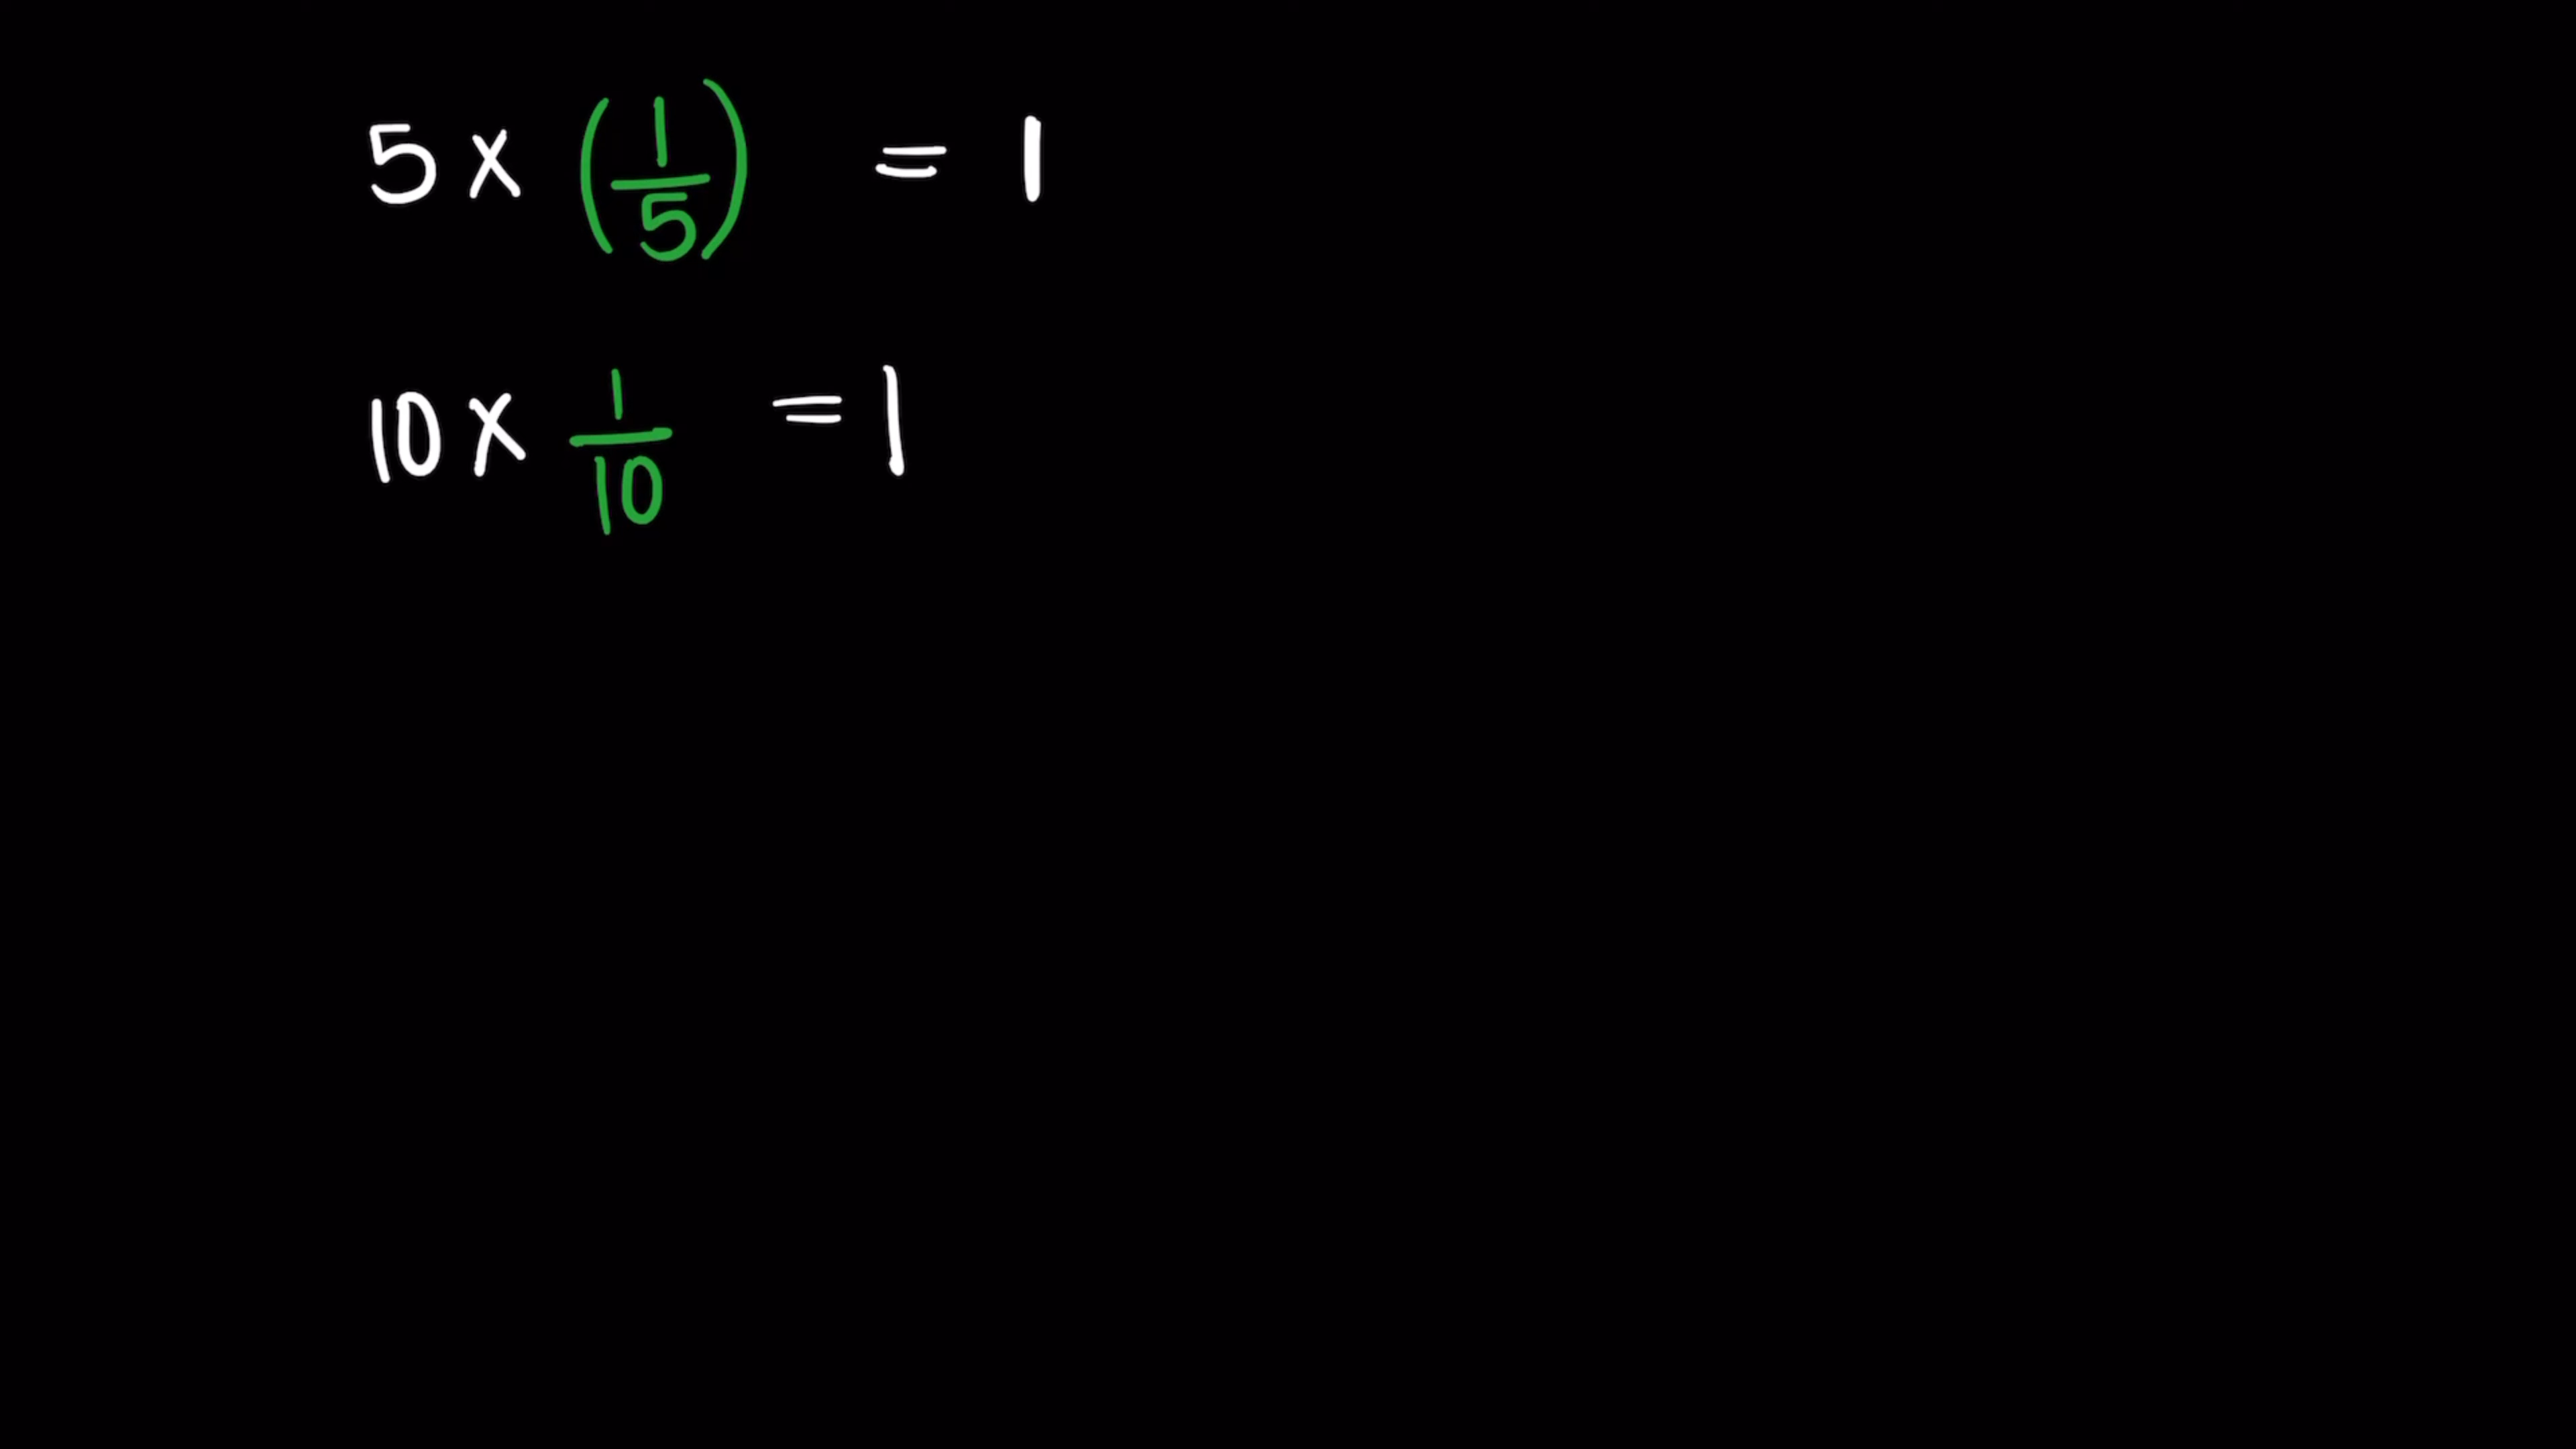 5 x (1/5) = 1
10 x 1/10 = 1